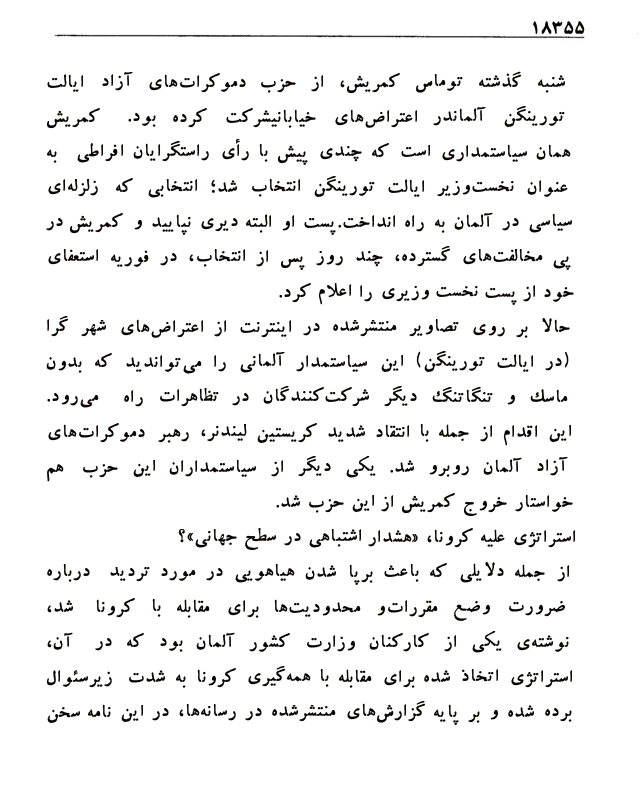 ۱۸۳۵۵
شنبه گذشته توماس کمریش، از حزب دموکرات‌های آزاد ایالت
تورینگن آلماندر اعتراض‌های خیابانیشرکت کرده بود. کمریش
همان سیاستمداری است که چندی پیش با رأی راستگرایان افراطی به
عنوان نخست‌وزیر ایالت تورینگن انتخاب شد؛ انتخابی که زلزله‌ای
سیاسی در آلمان به راه انداخت.پست او البته دیری نپایید و کمریش در
پی مخالفت‌های گسترده، چند روز پس از انتخاب، در فوریه استعفای
خود از پست نخست وزیری را اعلام کرد.
حالا بر روی تصاویر منتشرشده در اینترنت از اعتراض‌های شهر گرا
(در ایالت تورینگن) این سیاستمدار آلمانی را می‌تواندید که بدون
ماسك و تنگاتنگ دیگر شرکت‌کنندگان در تظاهرات راه می‌رود.
این اقدام از جمله با انتقاد شدید کریستین لیندنر، رهبر دموکرات‌های
آزاد آلمان روبرو شد. یکی دیگر از سیاستمداران این حزب هم
خواستار خروج کمریش از این حزب شد.
استراتژی علیه کرونا، «هشدار اشتباهی در سطح جهانی»؟
از جمله دلایلی که باعث برپا شدن هیاهویی در مورد تردید درباره
ضرورت وضع مقررات‌و محدودیت‌ها برای مقابله با کرونا شد،
نوشته‌ی یکی از کارکنان وزارت کشور آلمان بود که در آن،
استراتژی اتخاذ شده برای مقابله با همه‌گیری کرونا به شدت زیرسئوال
برده شده و بر پایه گزارش‌های منتشرشده در رسانه‌ها، در این نامه سخن